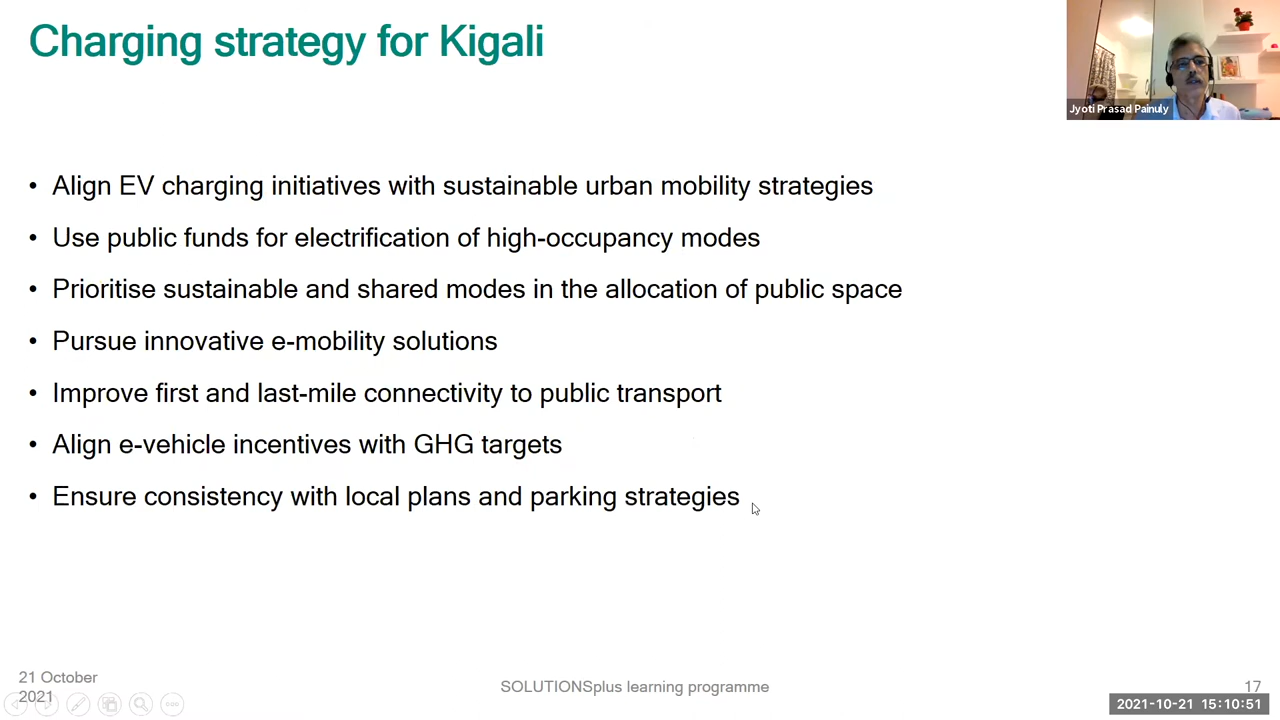 Charging strategy for Kigali
Jyoti Prasad Painuly
• Align EV charging initiatives with sustainable urban mobility strategies
• Use public funds for electrification of high-occupancy modes
• Prioritise sustainable and shared modes in the allocation of public space
• Pursue innovative e-mobility solutions
• Improve first and last-mile connectivity to public transport
• Align e-vehicle incentives with GHG targets
• Ensure consistency with local plans and parking strategies
21 October
2021
SOLUTIONSplus learning programme
17
2021-10-21 15:10:51